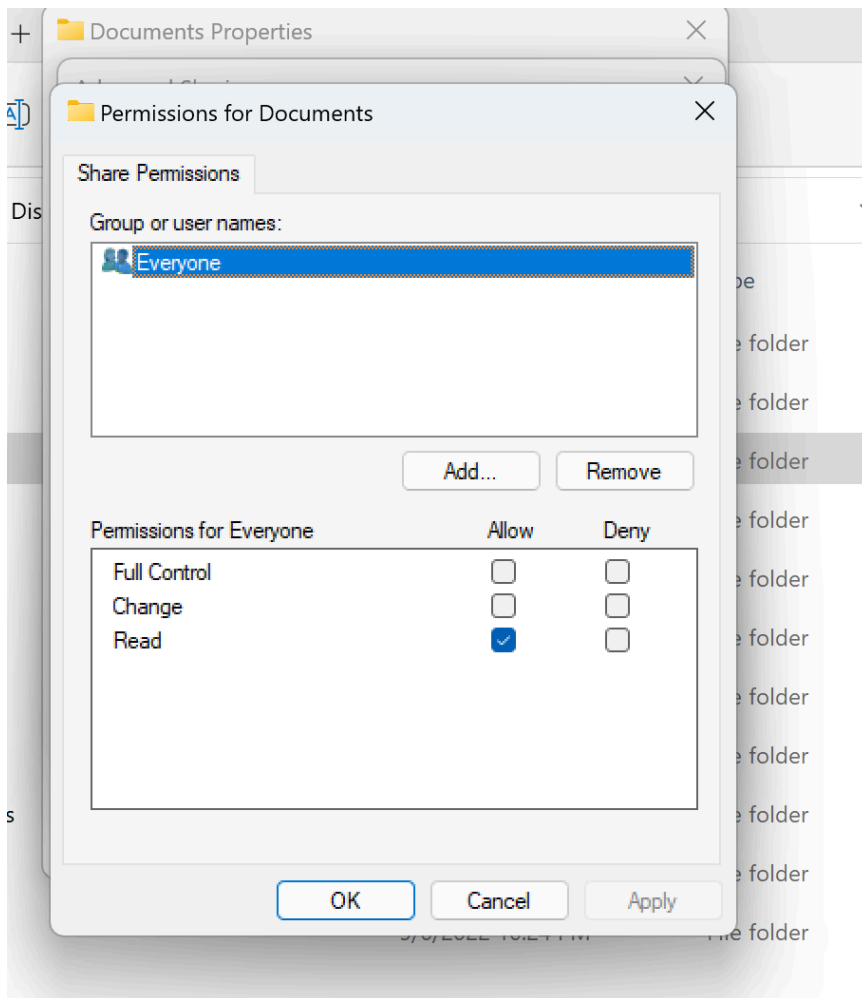 Documents Properties
Permissions for Documents
Share Permissions
Dis
Group or user names:
Everyone
Add...
Remove
Permissions for Everyone
Allow
Deny
Full Control
Change
Read
folder
folder
folder
folder
folder
folder
folder
folder
s
folder
folder
OK
Cancel
Apply
File folder